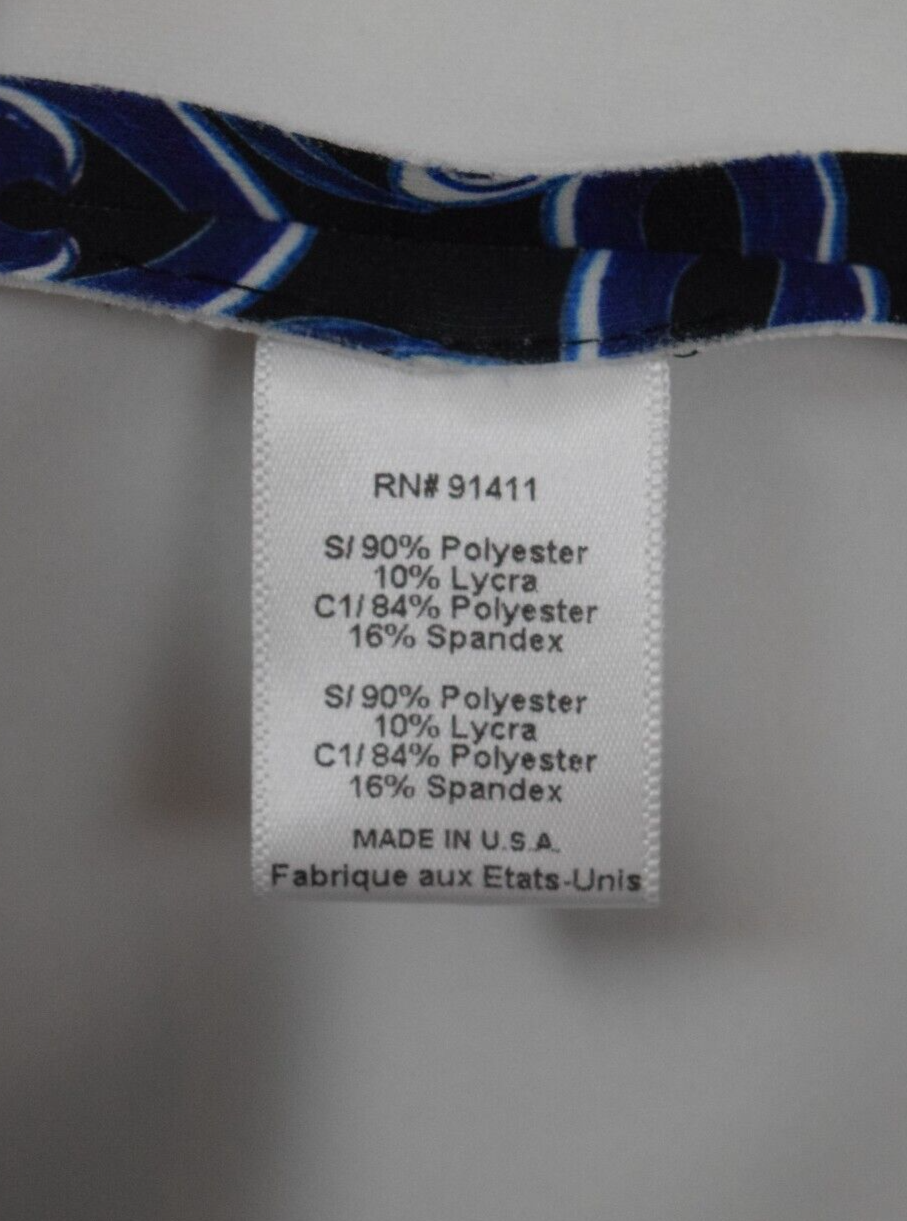 RN# 91411
S/ 90% Polyester
10% Lycra
C1/ 84% Polyester
16% Spandex
S/ 90% Polyester
10% Lycra
C1/ 84% Polyester
16% Spandex
MADE IN U.S.A.
Fabrique aux Etats-Unis